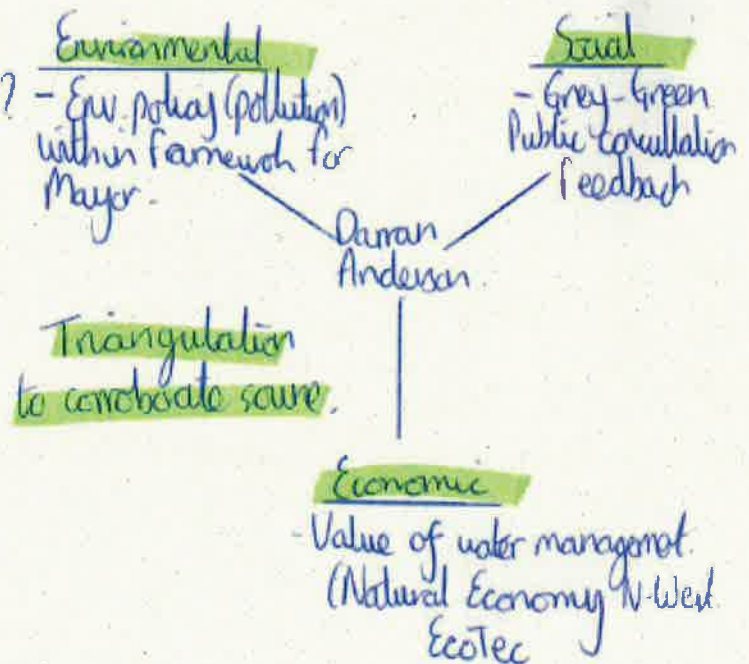 Environmental
? - Env. policy (pollution)
within framework for
Mayor.
Social
- Grey-Green
Public consultation
feedback
Darran
Anderson.
Triangulation
to corroborate source.
Economic
- Value of water managemet.
(Natural Economy N-West
EcoTec